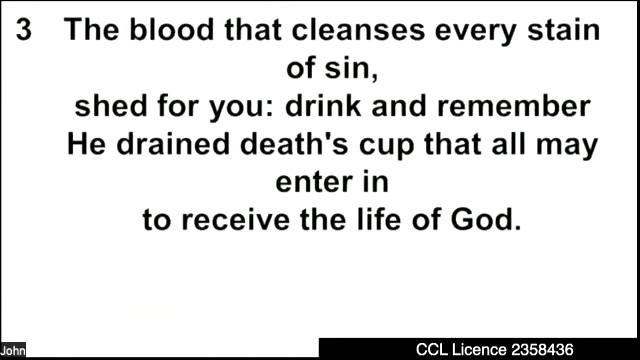 3 The blood that cleanses every stain
of sin,
shed for you: drink and remember
He drained death's cup that all may
enter in
to receive the life of God.
John
CCL Licence 2358436